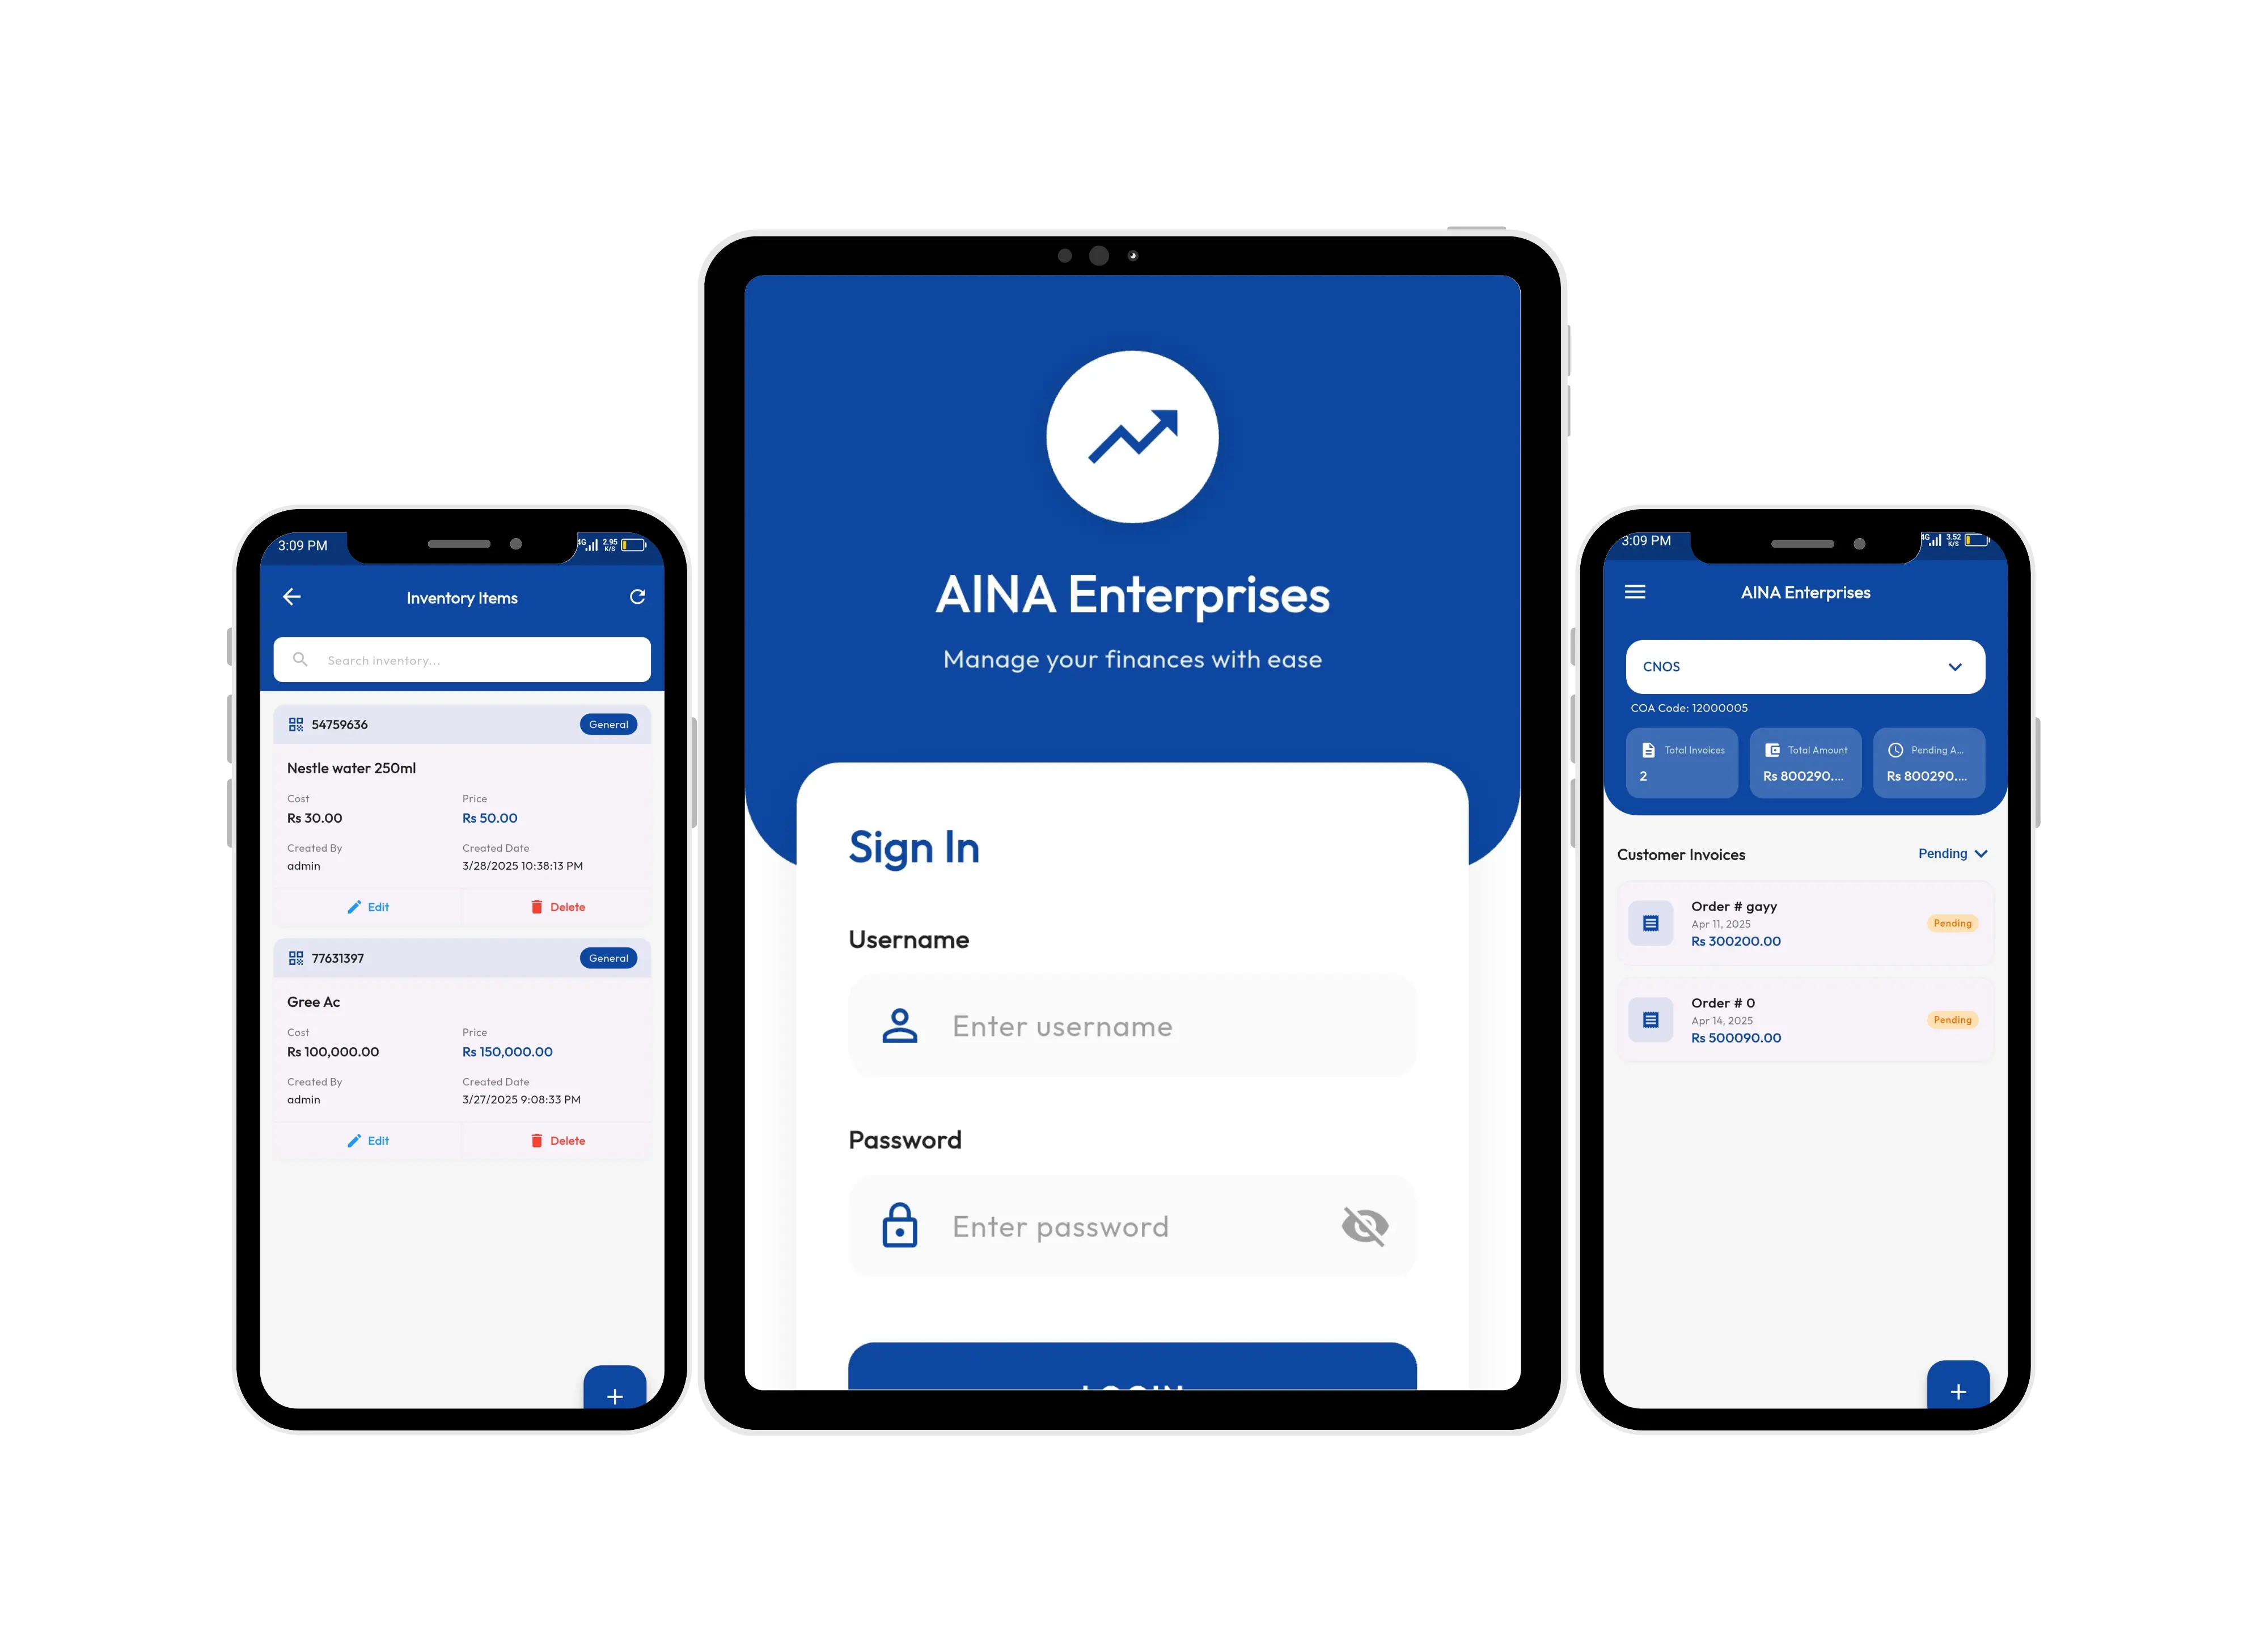 3:09 PM
4G 2.95 K/S
Inventory Items
Search inventory...
54759636 General
Nestle water 250ml
Cost Price
Rs 30.00 Rs 50.00
Created By Created Date
admin 3/28/2025 10:38:13 PM
Edit Delete
77631397 General
Gree Ac
Cost Price
Rs 100,000.00 Rs 150,000.00
Created By Created Date
admin 3/27/2025 9:08:33 PM
Edit Delete
+
AINA Enterprises
Manage your finances with ease
Sign In
Username
Enter username
Password
Enter password
LOGIN
3:09 PM
4G 3.52 K/S
AINA Enterprises
CNOS
COA Code: 12000005
Total Invoices Total Amount Pending A...
2 Rs 800290.... Rs 800290....
Customer Invoices Pending
Order # gayy
Apr 11, 2025 Pending
Rs 300200.00
Order # 0
Apr 14, 2025 Pending
Rs 500090.00
+